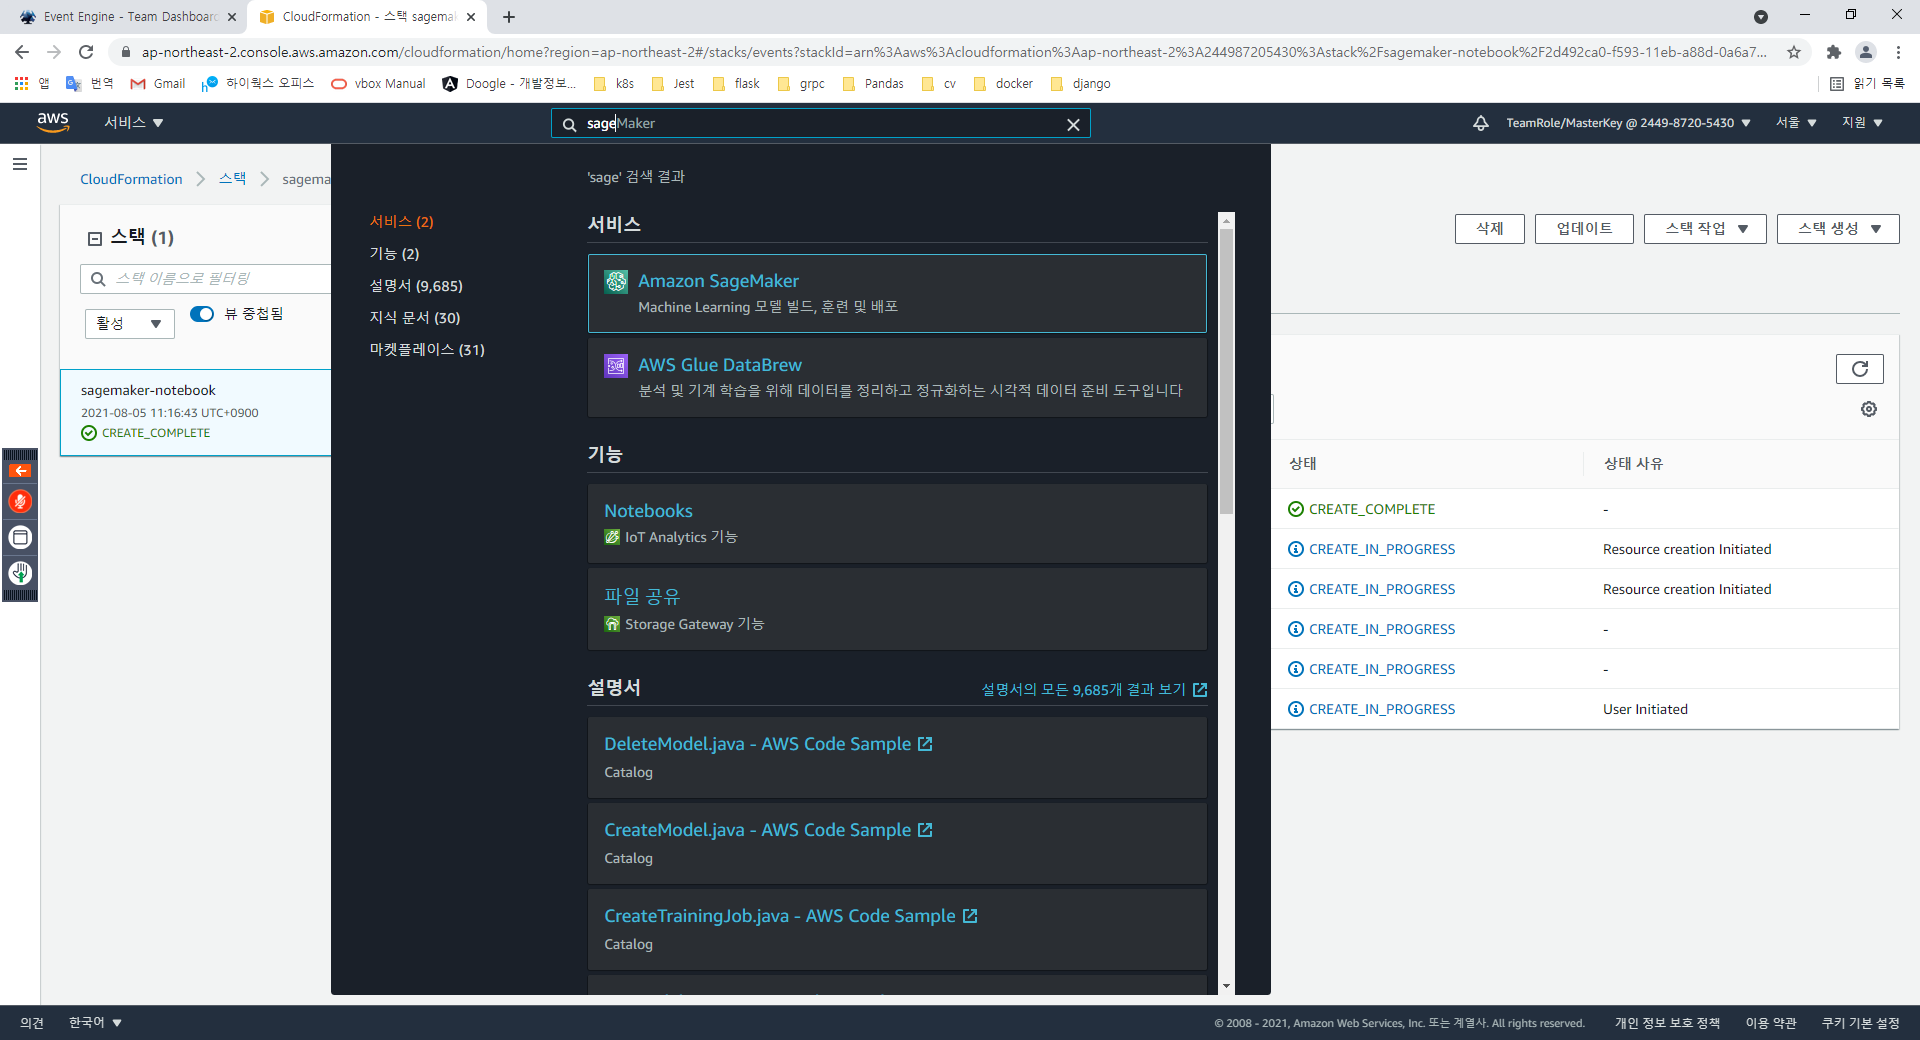 Event Engine - Team Dashboard
CloudFormation - 스택 sagemak
ap-northeast-2.console.aws.amazon.com/cloudformation/home?region=ap-northeast-2#/stacks/events?stackId=arn%3Aaws%3Acloudformation%3Aap-northeast-2%3A244987205430%3Astack%2Fsagemaker-notebook%2F2d492ca0-f593-11eb-a88d-0a6a7...
앱
번역
Gmail
하이웍스 오피스
vbox Manual
Doogle - 개발정보...
k8s
Jest
flask
grpc
Pandas
cv
docker
django
읽기 목록
aws
서비스
sageMaker
TeamRole/MasterKey @ 2449-8720-5430
서울
지원
CloudFormation
스택
sagema
'sage' 검색 결과
서비스 (2)
기능 (2)
설명서 (9,685)
지식 문서 (30)
마켓플레이스 (31)
서비스
Amazon SageMaker
Machine Learning 모델 빌드, 훈련 및 배포
AWS Glue DataBrew
분석 및 기계 학습을 위해 데이터를 정리하고 정규화하는 시각적 데이터 준비 도구입니다
기능
Notebooks
IoT Analytics 기능
파일 공유
Storage Gateway 기능
설명서
설명서의 모든 9,685개 결과 보기
DeleteModel.java - AWS Code Sample
Catalog
CreateModel.java - AWS Code Sample
Catalog
CreateTrainingJob.java - AWS Code Sample
Catalog
스택 (1)
스택 이름으로 필터링
활성
뷰 중첩됨
sagemaker-notebook
2021-08-05 11:16:43 UTC+0900
CREATE_COMPLETE
삭제
업데이트
스택 작업
스택 생성
상태
상태 사유
CREATE_COMPLETE
-
CREATE_IN_PROGRESS
Resource creation Initiated
CREATE_IN_PROGRESS
Resource creation Initiated
CREATE_IN_PROGRESS
-
CREATE_IN_PROGRESS
-
CREATE_IN_PROGRESS
User Initiated
의견
한국어
© 2008 - 2021, Amazon Web Services, Inc. 또는 계열사. All rights reserved.
개인 정보 보호 정책
이용 약관
쿠키 기본 설정